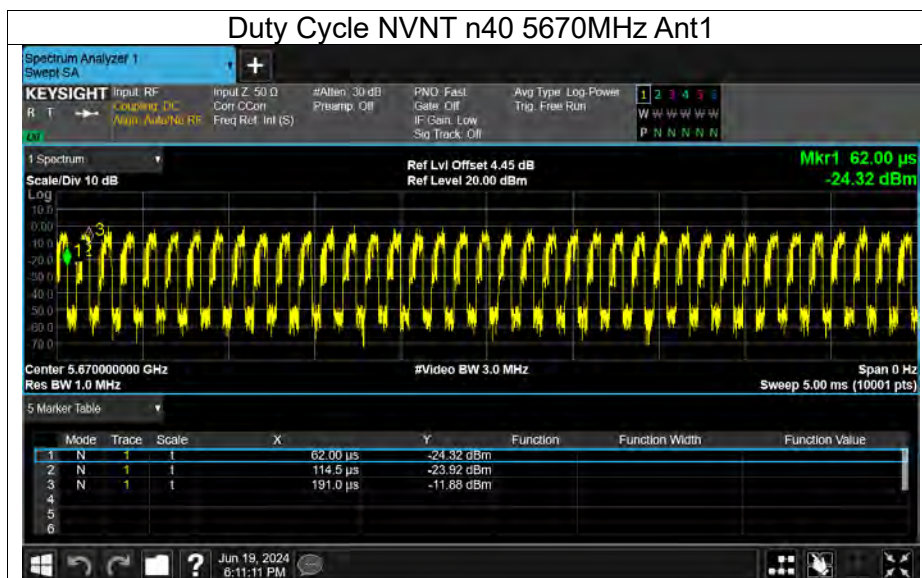 Duty Cycle NVNT n40 5670MHz Ant1
Spectrum Analyzer 1
Swept SA
+
KEYSIGHT Input: RF Input Z: 50 Ω #Atten: 30 dB PNO: Fast Avg Type: Log-Power 1 2 3 4 5 6
R T Coupling: DC Corr CCorr Preamp: Off Gate: Off Trig: Free Run W W W W W W
Align: Auto/No RF Freq Ref: Int (S) IF Gain: Low P N N N N N
Sig Track: Off
1 Spectrum Ref Lvl Offset 4.45 dB Mkr1 62.00 µs
Scale/Div 10 dB Ref Level 20.00 dBm -24.32 dBm
Log
10.0
0.00
-10.0
-20.0
-30.0
-40.0
-50.0
-60.0
-70.0
1 2 3
Center 5.670000000 GHz #Video BW 3.0 MHz Span 0 Hz
Res BW 1.0 MHz Sweep 5.00 ms (10001 pts)
5 Marker Table
Mode Trace Scale X Y Function Function Width Function Value
1 N 1 t 62.00 µs -24.32 dBm
2 N 1 t 114.5 µs -23.92 dBm
3 N 1 t 191.0 µs -11.88 dBm
4
5
6
? Jun 19, 2024
6:11:11 PM